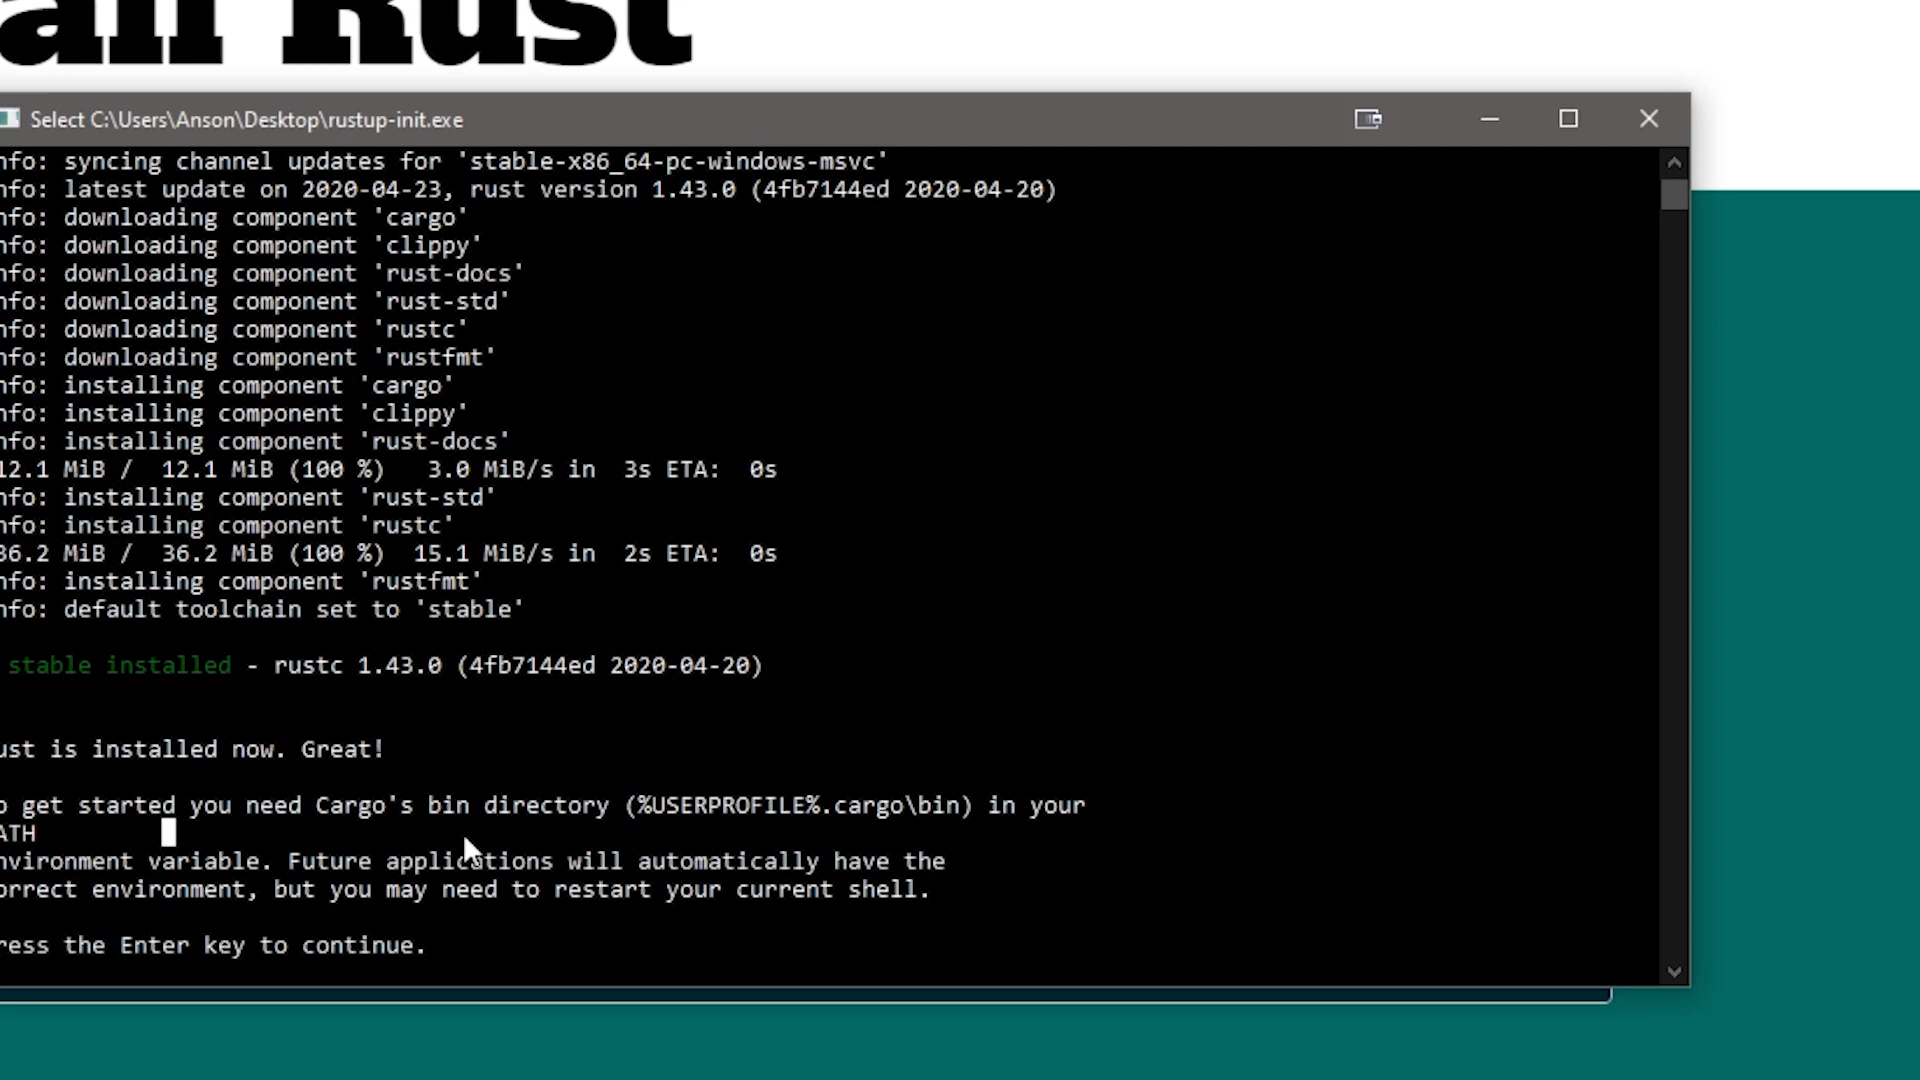 all Rust
Select C:\Users\Anson\Desktop\rustup-init.exe
nfo: syncing channel updates for 'stable-x86_64-pc-windows-msvc'
nfo: latest update on 2020-04-23, rust version 1.43.0 (4fb7144ed 2020-04-20)
nfo: downloading component 'cargo'
nfo: downloading component 'clippy'
nfo: downloading component 'rust-docs'
nfo: downloading component 'rust-std'
nfo: downloading component 'rustc'
nfo: downloading component 'rustfmt'
nfo: installing component 'cargo'
nfo: installing component 'clippy'
nfo: installing component 'rust-docs'
12.1 MiB / 12.1 MiB (100 %) 3.0 MiB/s in 3s ETA: 0s
nfo: installing component 'rust-std'
nfo: installing component 'rustc'
36.2 MiB / 36.2 MiB (100 %) 15.1 MiB/s in 2s ETA: 0s
nfo: installing component 'rustfmt'
nfo: default toolchain set to 'stable'
stable installed - rustc 1.43.0 (4fb7144ed 2020-04-20)
ust is installed now. Great!
o get started you need Cargo's bin directory (%USERPROFILE%.cargo\bin) in your
ATH
nvironment variable. Future applications will automatically have the
orrect environment, but you may need to restart your current shell.
ress the Enter key to continue.